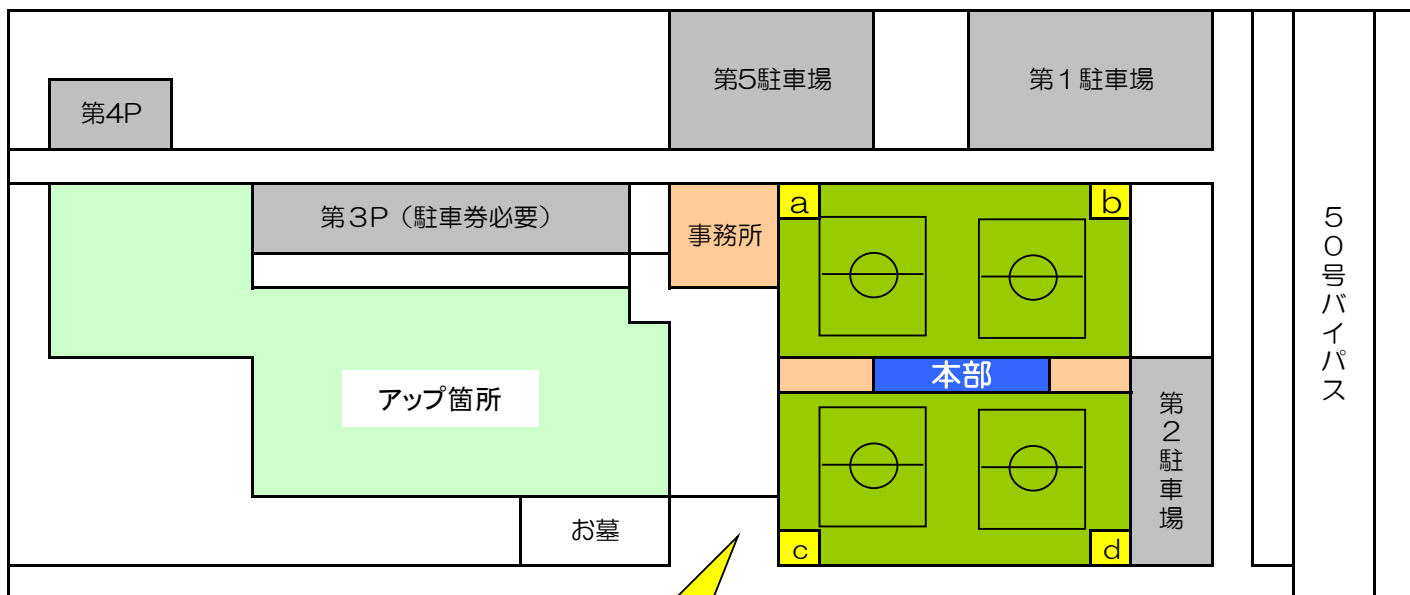 第5駐車場
第１駐車場
第4P
第３P（駐車券必要）
事務所
a
b
５０号バイパス
本部
アップ箇所
第２駐車場
お墓
c
d